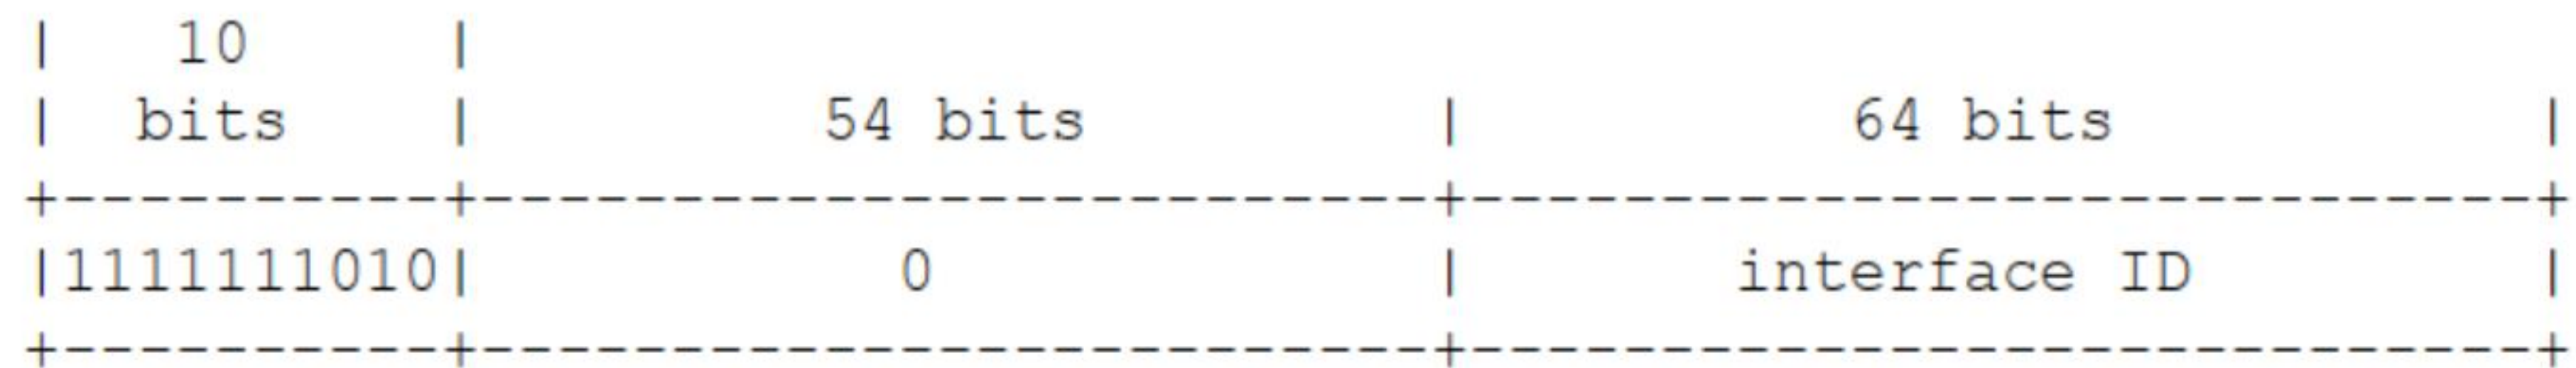 |   10     |
|  bits    |         54 bits          |          64 bits           |
+----------+--------------------------+----------------------------+
|1111111010|           0              |       interface ID         |
+----------+--------------------------+----------------------------+